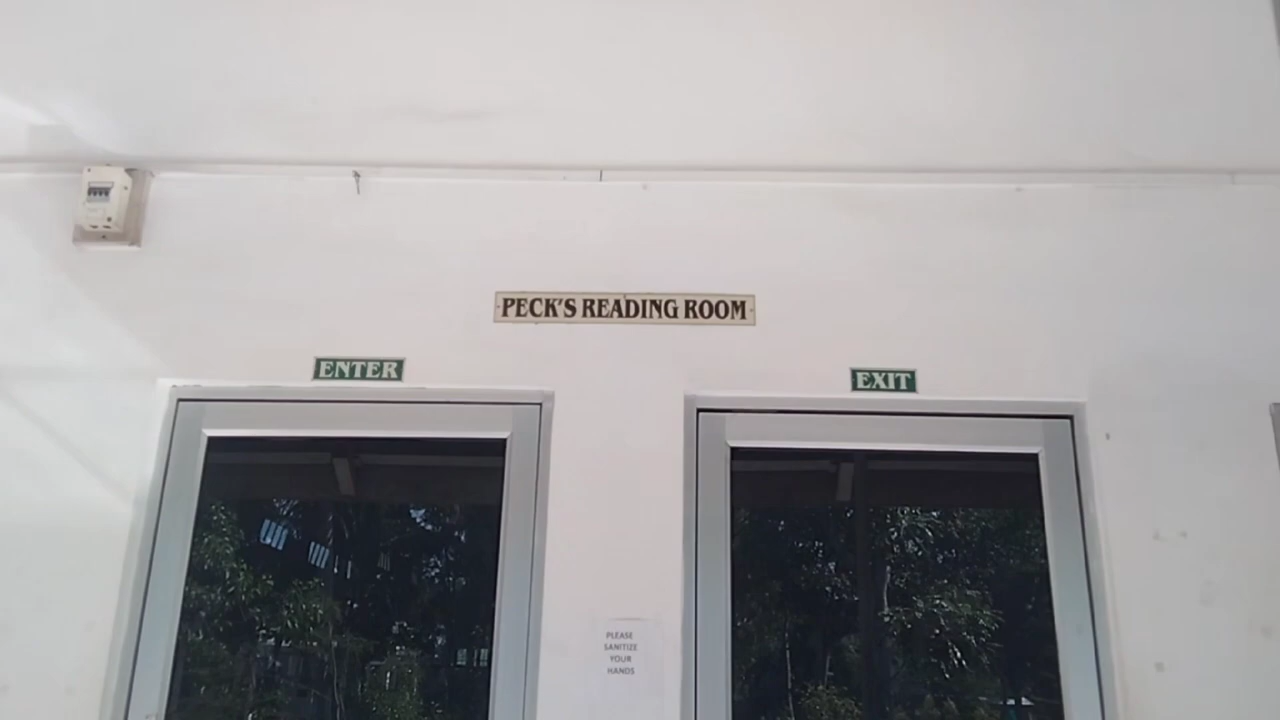 PECK'S READING ROOM
ENTER
EXIT
PLEASE
SANITIZE
YOUR
HANDS